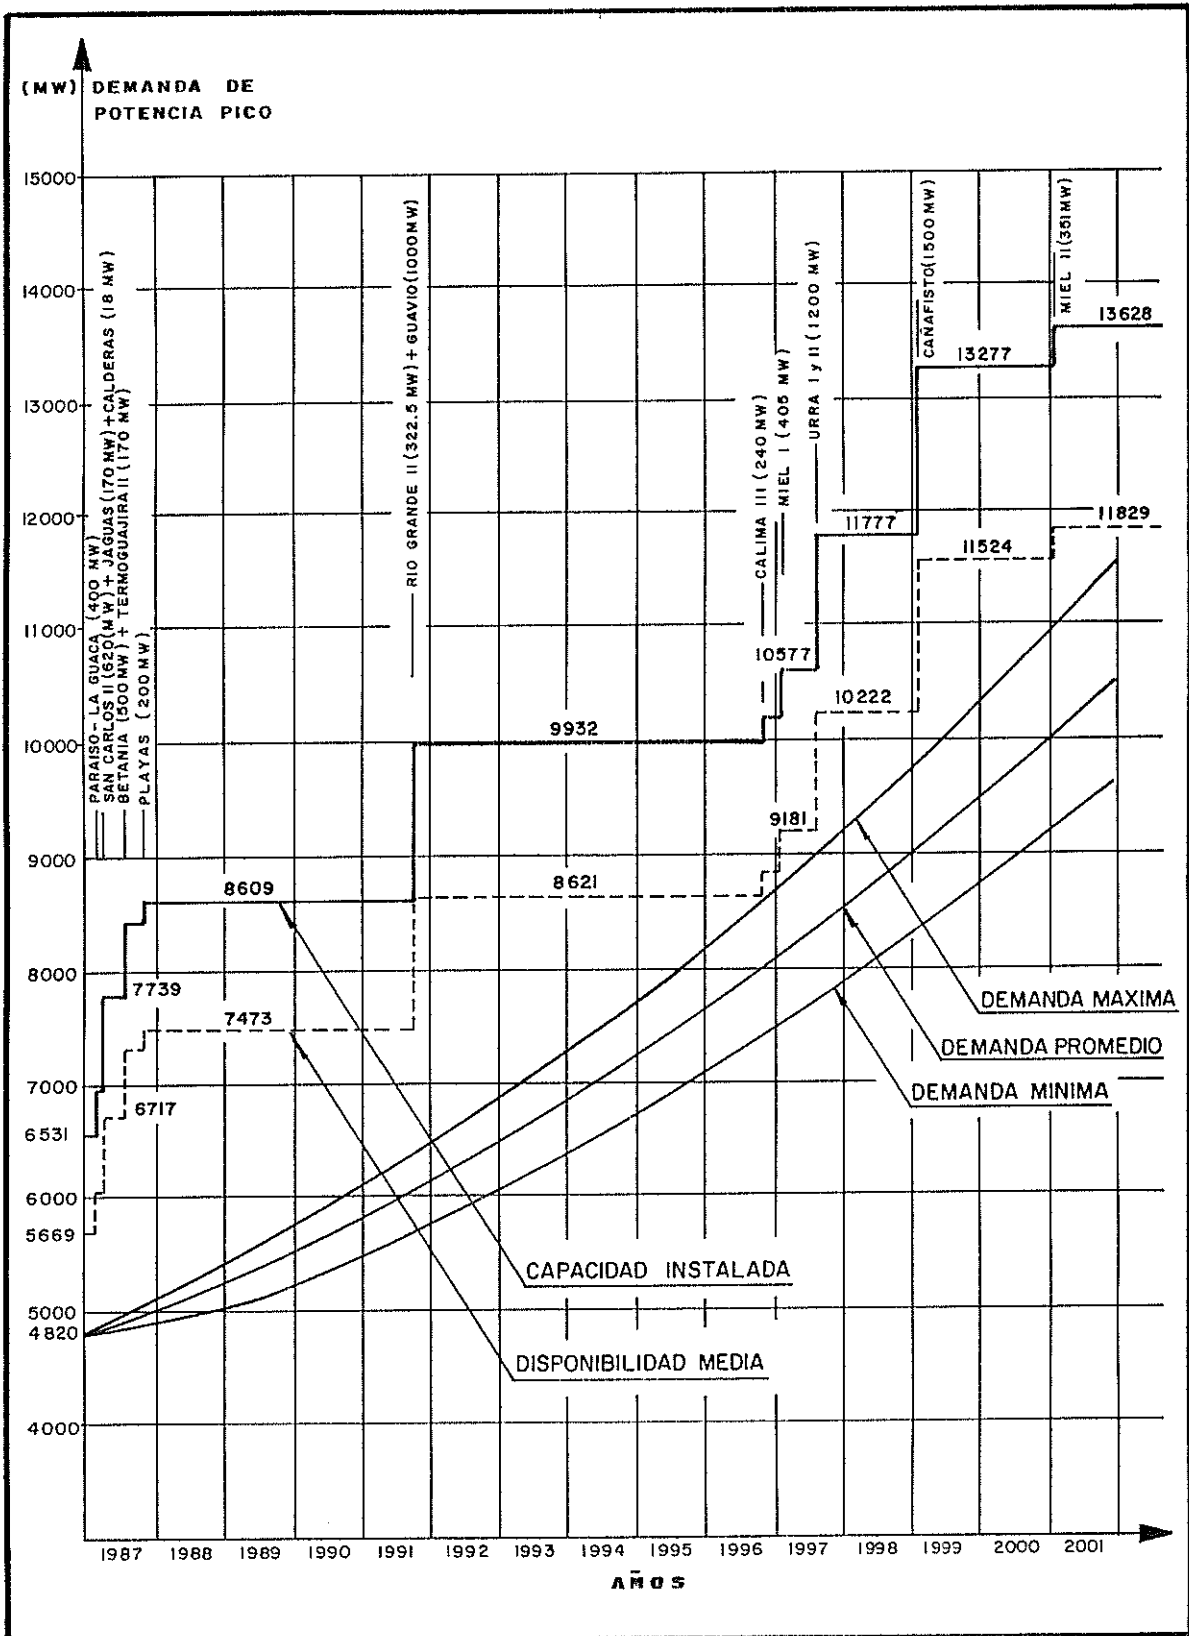 (MW) DEMANDA DE
POTENCIA PICO
15000
14000
13000
12000
11000
10000
9000
8000
7000
6531
6000
5669
5000
4820
4000
PARAISO - LA GUACA (400 MW)
SAN CARLOS II (620(MW) + JAGUAS (170 MW) + CALDERAS (18 MW)
BETANIA (500 MW) + TERMOGUAJIRA II (170 MW)
PLAYAS (200 MW)
RIO GRANDE II (322.5 MW) + GUAVIO (1000 MW)
CALIMA III (240 MW)
MIEL I (405 MW)
URRA I y II (1200 MW)
CAÑAFISTO (1500 MW)
MIEL II (351 MW)
13628
13277
11829
11777
11524
10577
10222
9932
9181
8609
8621
7739
7473
6717
DEMANDA MAXIMA
DEMANDA PROMEDIO
DEMANDA MINIMA
CAPACIDAD INSTALADA
DISPONIBILIDAD MEDIA
1987 1988 1989 1990 1991 1992 1993 1994 1995 1996 1997 1998 1999 2000 2001
AÑOS